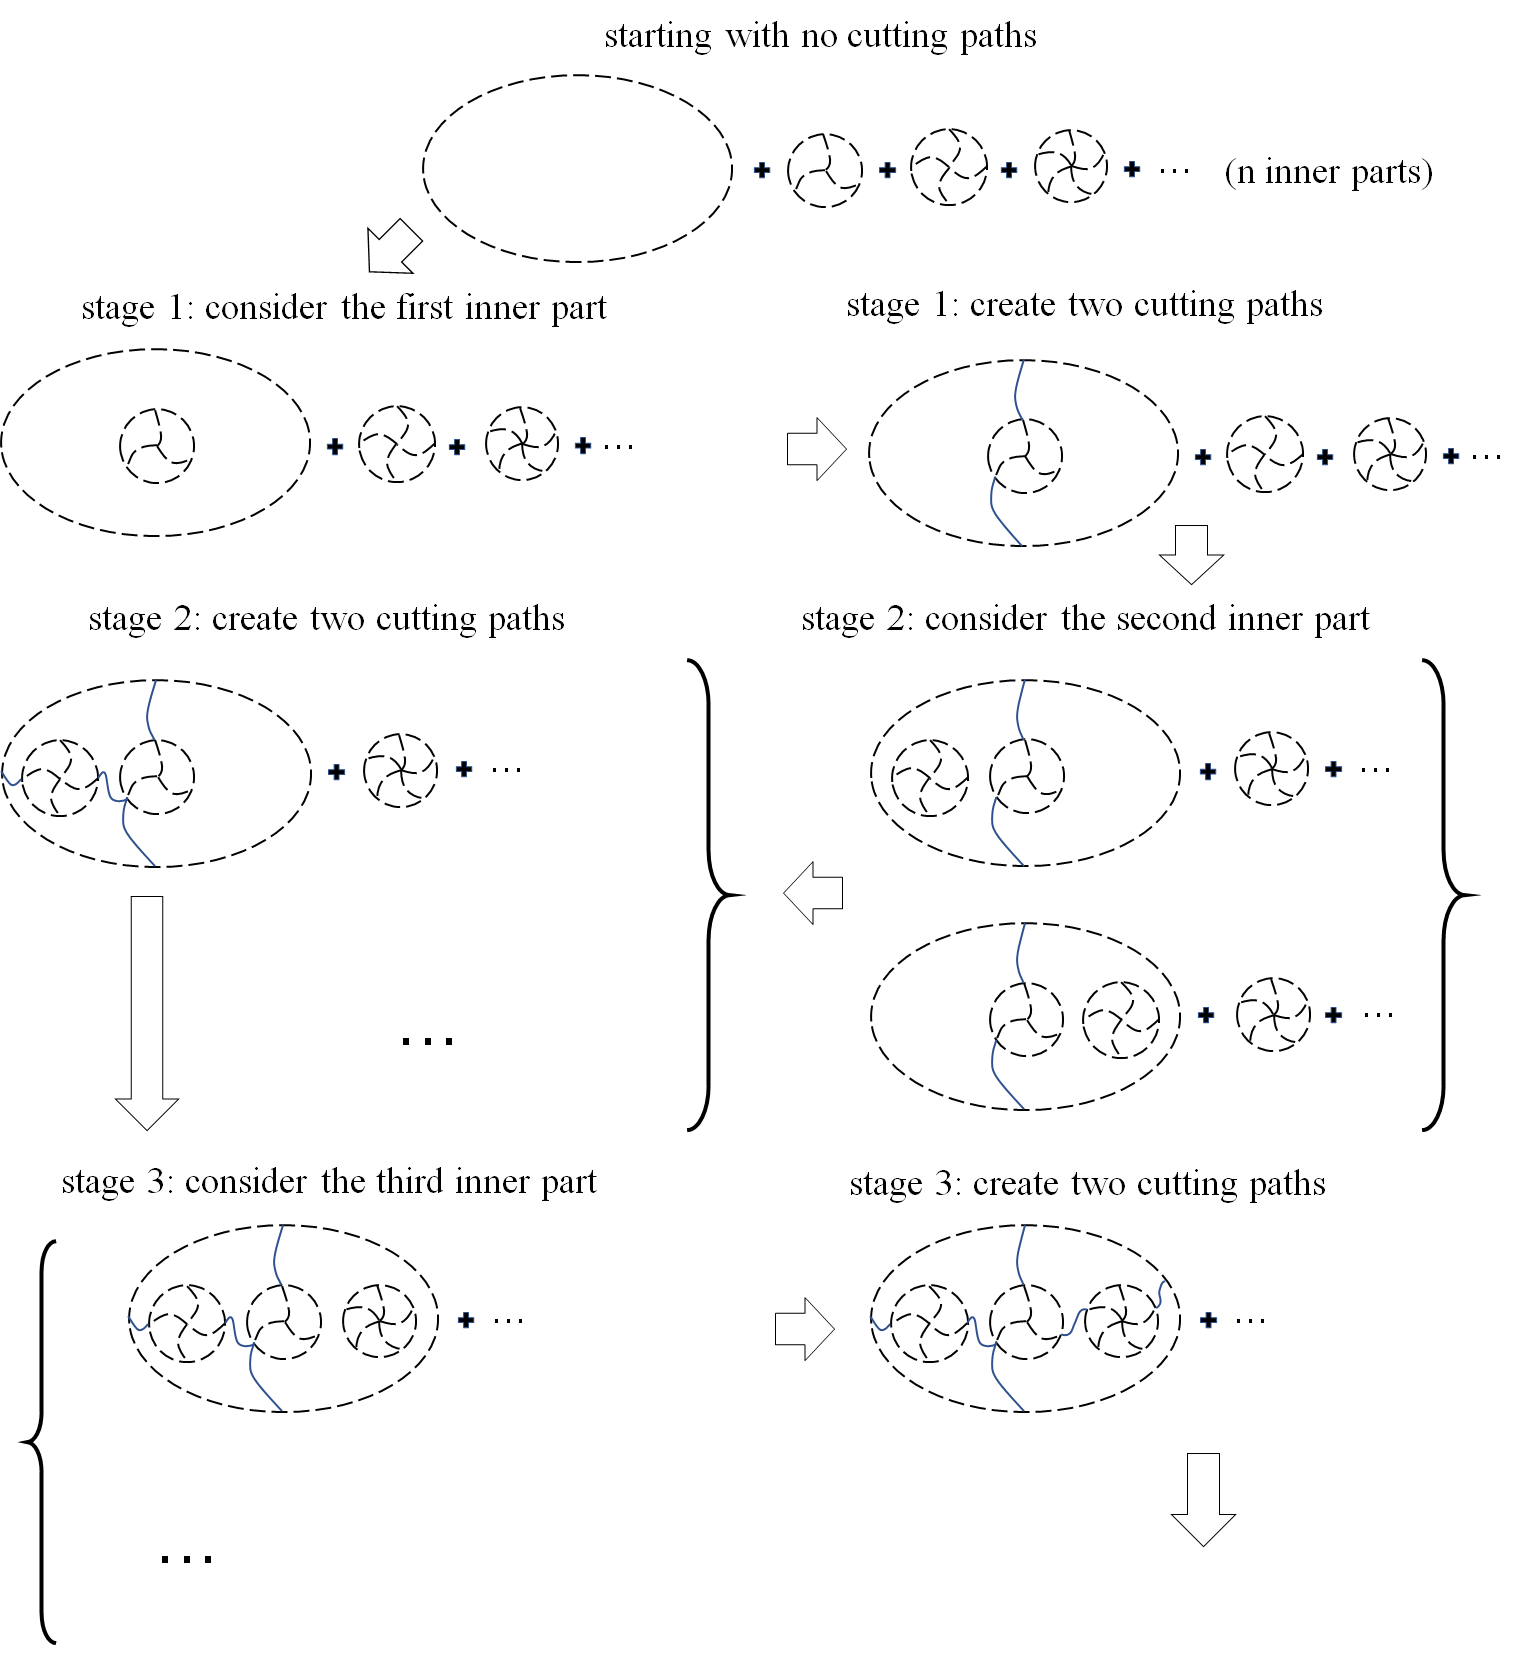 starting with no cutting paths
+ + + + ... (n inner parts)
stage 1: consider the first inner part
stage 1: create two cutting paths
+ + + ...
+ + + ...
stage 2: create two cutting paths
stage 2: consider the second inner part
+ + ...
+ + ...
+ + ...
...
stage 3: consider the third inner part
stage 3: create two cutting paths
+ ...
+ ...
...